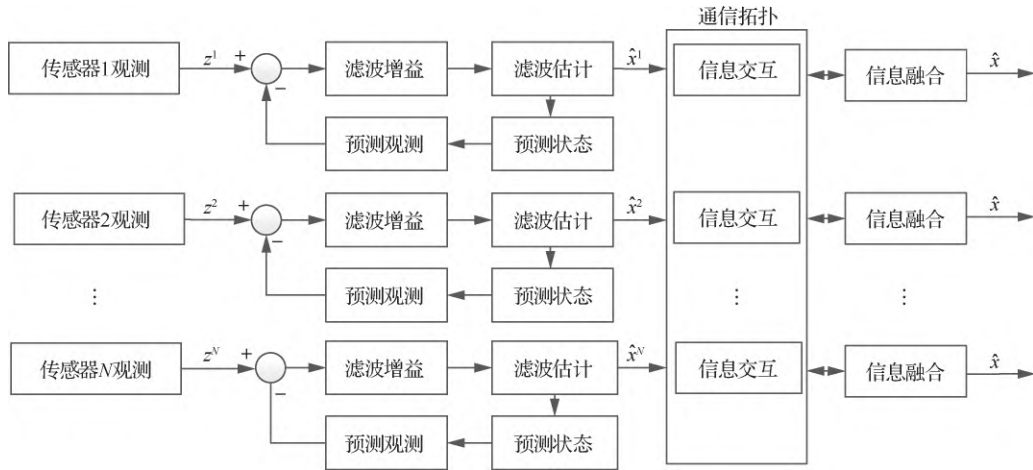 通信拓扑
传感器1观测 z¹ + − 滤波增益 滤波估计 x̂¹ 信息交互 信息融合 x̂
预测观测 预测状态
传感器2观测 z² + − 滤波增益 滤波估计 x̂² 信息交互 信息融合 x̂
预测观测 预测状态
⋮ ⋮ ⋮
传感器N观测 zᴺ + − 滤波增益 滤波估计 x̂ᴺ 信息交互 信息融合 x̂
预测观测 预测状态